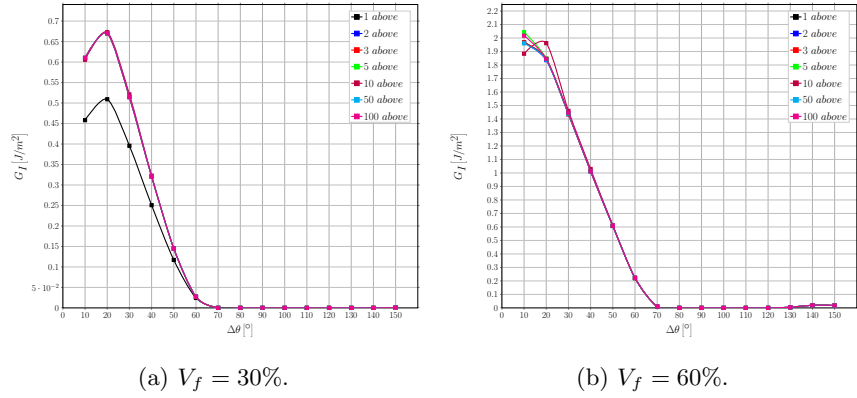 0.7
0.65
0.6
0.55
0.5
0.45
0.4
0.35
0.3
0.25
0.2
0.15
0.1
5 · 10⁻²
0
G_I [J/m²]
0 10 20 30 40 50 60 70 80 90 100 110 120 130 140 150
Δθ [°]
1 above
2 above
3 above
5 above
10 above
50 above
100 above
(a) V_f = 30%.
2.2
2.1
2
1.9
1.8
1.7
1.6
1.5
1.4
1.3
1.2
1.1
1
0.9
0.8
0.7
0.6
0.5
0.4
0.3
0.2
0.1
0
G_I [J/m²]
0 10 20 30 40 50 60 70 80 90 100 110 120 130 140 150
Δθ [°]
1 above
2 above
3 above
5 above
10 above
50 above
100 above
(b) V_f = 60%.